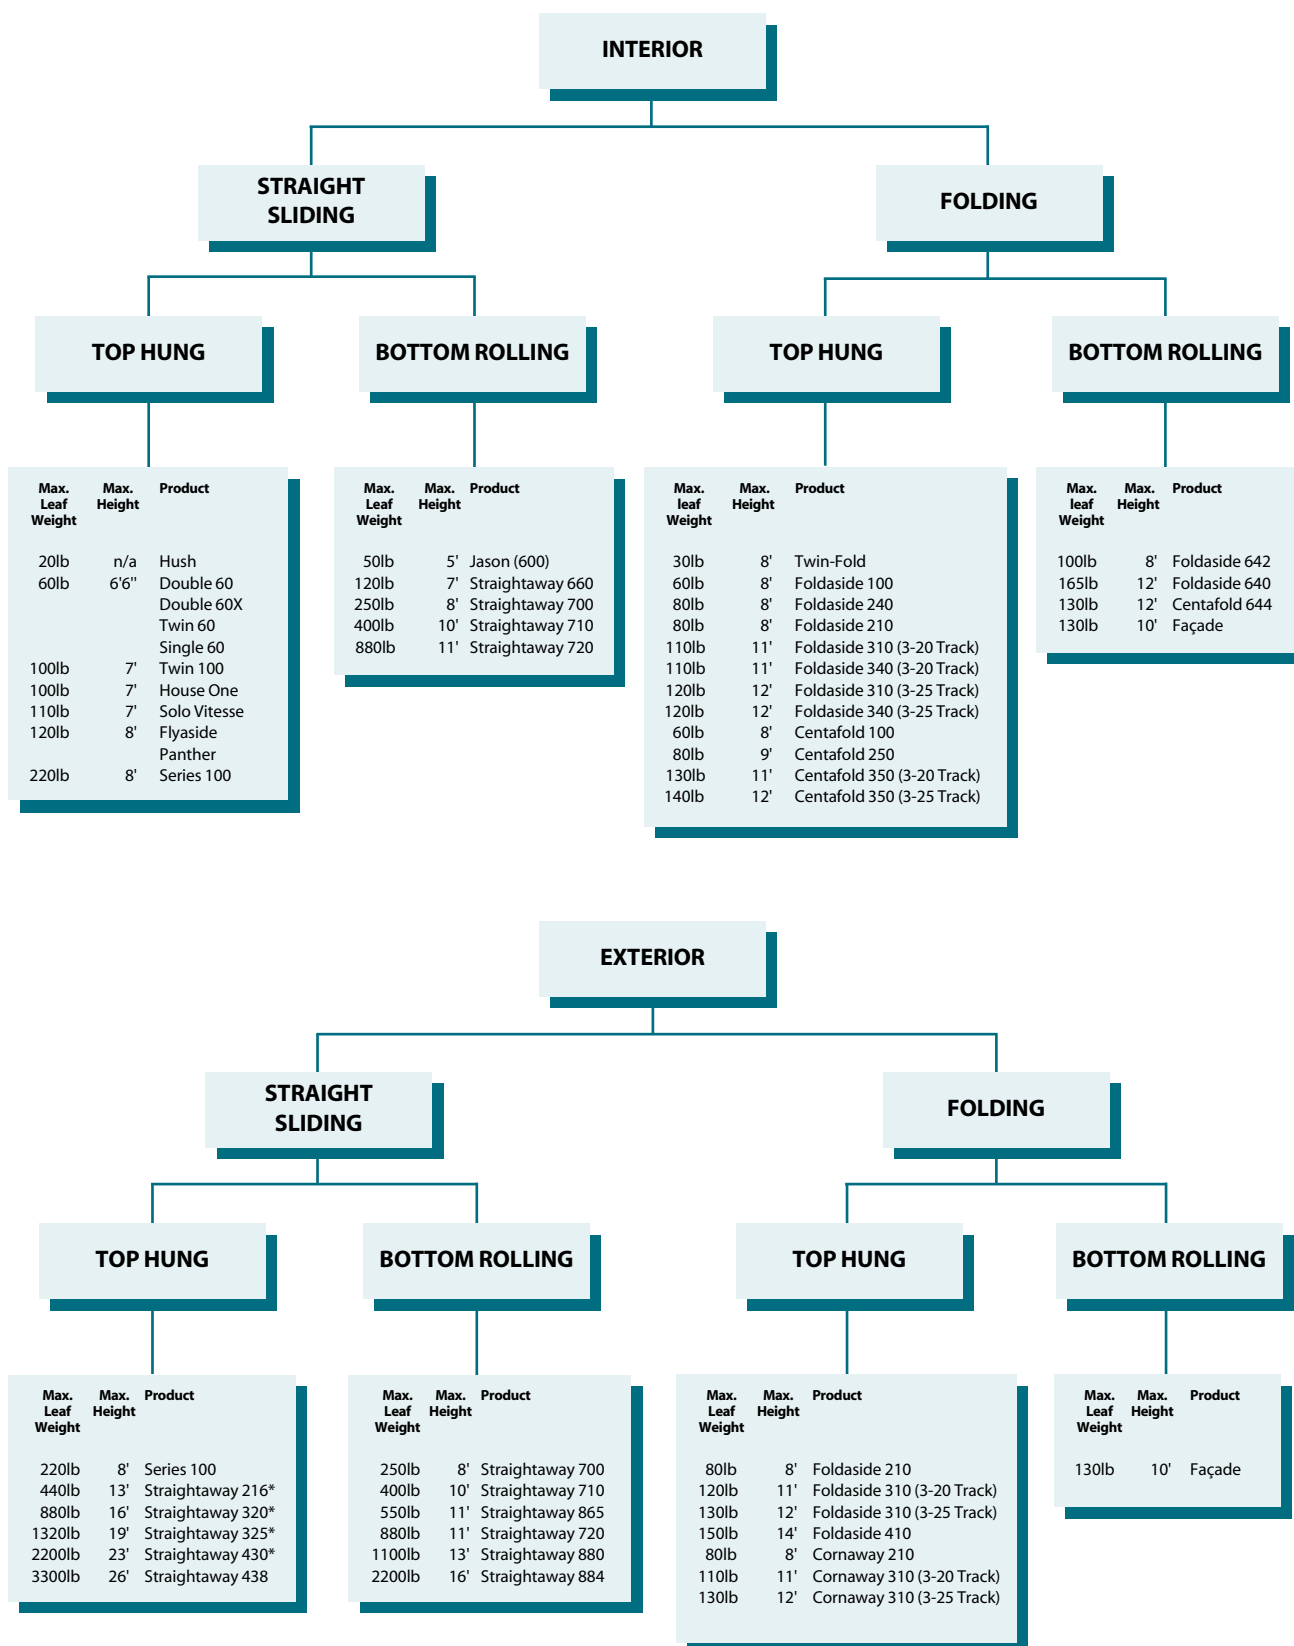 INTERIOR
STRAIGHT
SLIDING
FOLDING
TOP HUNG
BOTTOM ROLLING
TOP HUNG
BOTTOM ROLLING
Max. Max. Product
Leaf Height
Weight
20lb n/a Hush
60lb 6'6" Double 60
Double 60X
Twin 60
Single 60
100lb 7' Twin 100
100lb 7' House One
110lb 7' Solo Vitesse
120lb 8' Flyaside
Panther
220lb 8' Series 100
Max. Max. Product
Leaf Height
Weight
50lb 5' Jason (600)
120lb 7' Straightaway 660
250lb 8' Straightaway 700
400lb 10' Straightaway 710
880lb 11' Straightaway 720
Max. Max. Product
leaf Height
Weight
30lb 8' Twin-Fold
60lb 8' Foldaside 100
80lb 8' Foldaside 240
80lb 8' Foldaside 210
110lb 11' Foldaside 310 (3-20 Track)
110lb 11' Foldaside 340 (3-20 Track)
120lb 12' Foldaside 310 (3-25 Track)
120lb 12' Foldaside 340 (3-25 Track)
60lb 8' Centafold 100
80lb 9' Centafold 250
130lb 11' Centafold 350 (3-20 Track)
140lb 12' Centafold 350 (3-25 Track)
Max. Max. Product
leaf Height
Weight
100lb 8' Foldaside 642
165lb 12' Foldaside 640
130lb 12' Centafold 644
130lb 10' Façade
EXTERIOR
STRAIGHT
SLIDING
FOLDING
TOP HUNG
BOTTOM ROLLING
TOP HUNG
BOTTOM ROLLING
Max. Max. Product
Leaf Height
Weight
220lb 8' Series 100
440lb 13' Straightaway 216*
880lb 16' Straightaway 320*
1320lb 19' Straightaway 325*
2200lb 23' Straightaway 430*
3300lb 26' Straightaway 438
Max. Max. Product
Leaf Height
Weight
250lb 8' Straightaway 700
400lb 10' Straightaway 710
550lb 11' Straightaway 865
880lb 11' Straightaway 720
1100lb 13' Straightaway 880
2200lb 16' Straightaway 884
Max. Max. Product
Leaf Height
Weight
80lb 8' Foldaside 210
120lb 11' Foldaside 310 (3-20 Track)
130lb 12' Foldaside 310 (3-25 Track)
150lb 14' Foldaside 410
80lb 8' Cornaway 210
110lb 11' Cornaway 310 (3-20 Track)
130lb 12' Cornaway 310 (3-25 Track)
Max. Max. Product
Leaf Height
Weight
130lb 10' Façade